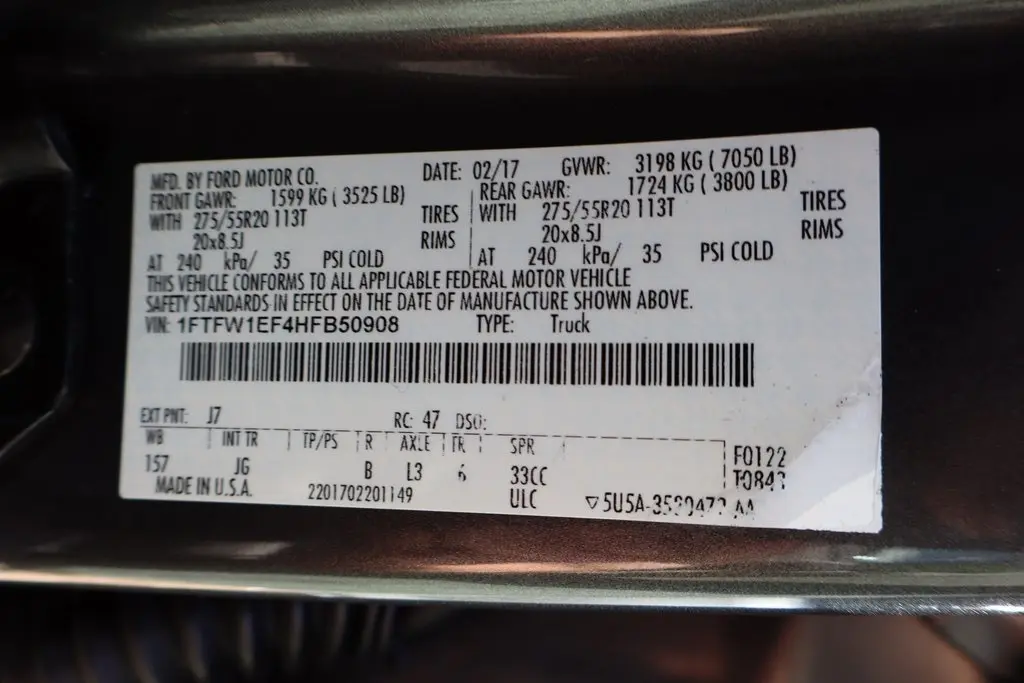 MFD. BY FORD MOTOR CO. DATE: 02/17 GVWR: 3198 KG ( 7050 LB)
FRONT GAWR: 1599 KG ( 3525 LB) REAR GAWR: 1724 KG ( 3800 LB)
WITH 275/55R20 113T TIRES WITH 275/55R20 113T TIRES
20x8.5J RIMS 20x8.5J RIMS
AT 240 kPa/ 35 PSI COLD AT 240 kPa/ 35 PSI COLD
THIS VEHICLE CONFORMS TO ALL APPLICABLE FEDERAL MOTOR VEHICLE
SAFETY STANDARDS IN EFFECT ON THE DATE OF MANUFACTURE SHOWN ABOVE.
VIN: 1FTFW1EF4HFB50908 TYPE: Truck
EXT PNT: J7 RC: 47 DSO:
WB INT TR TP/PS R AXLE TR SPR
157 JG B L3 6 33CC F0122
MADE IN U.S.A. 2201702201149 ULC